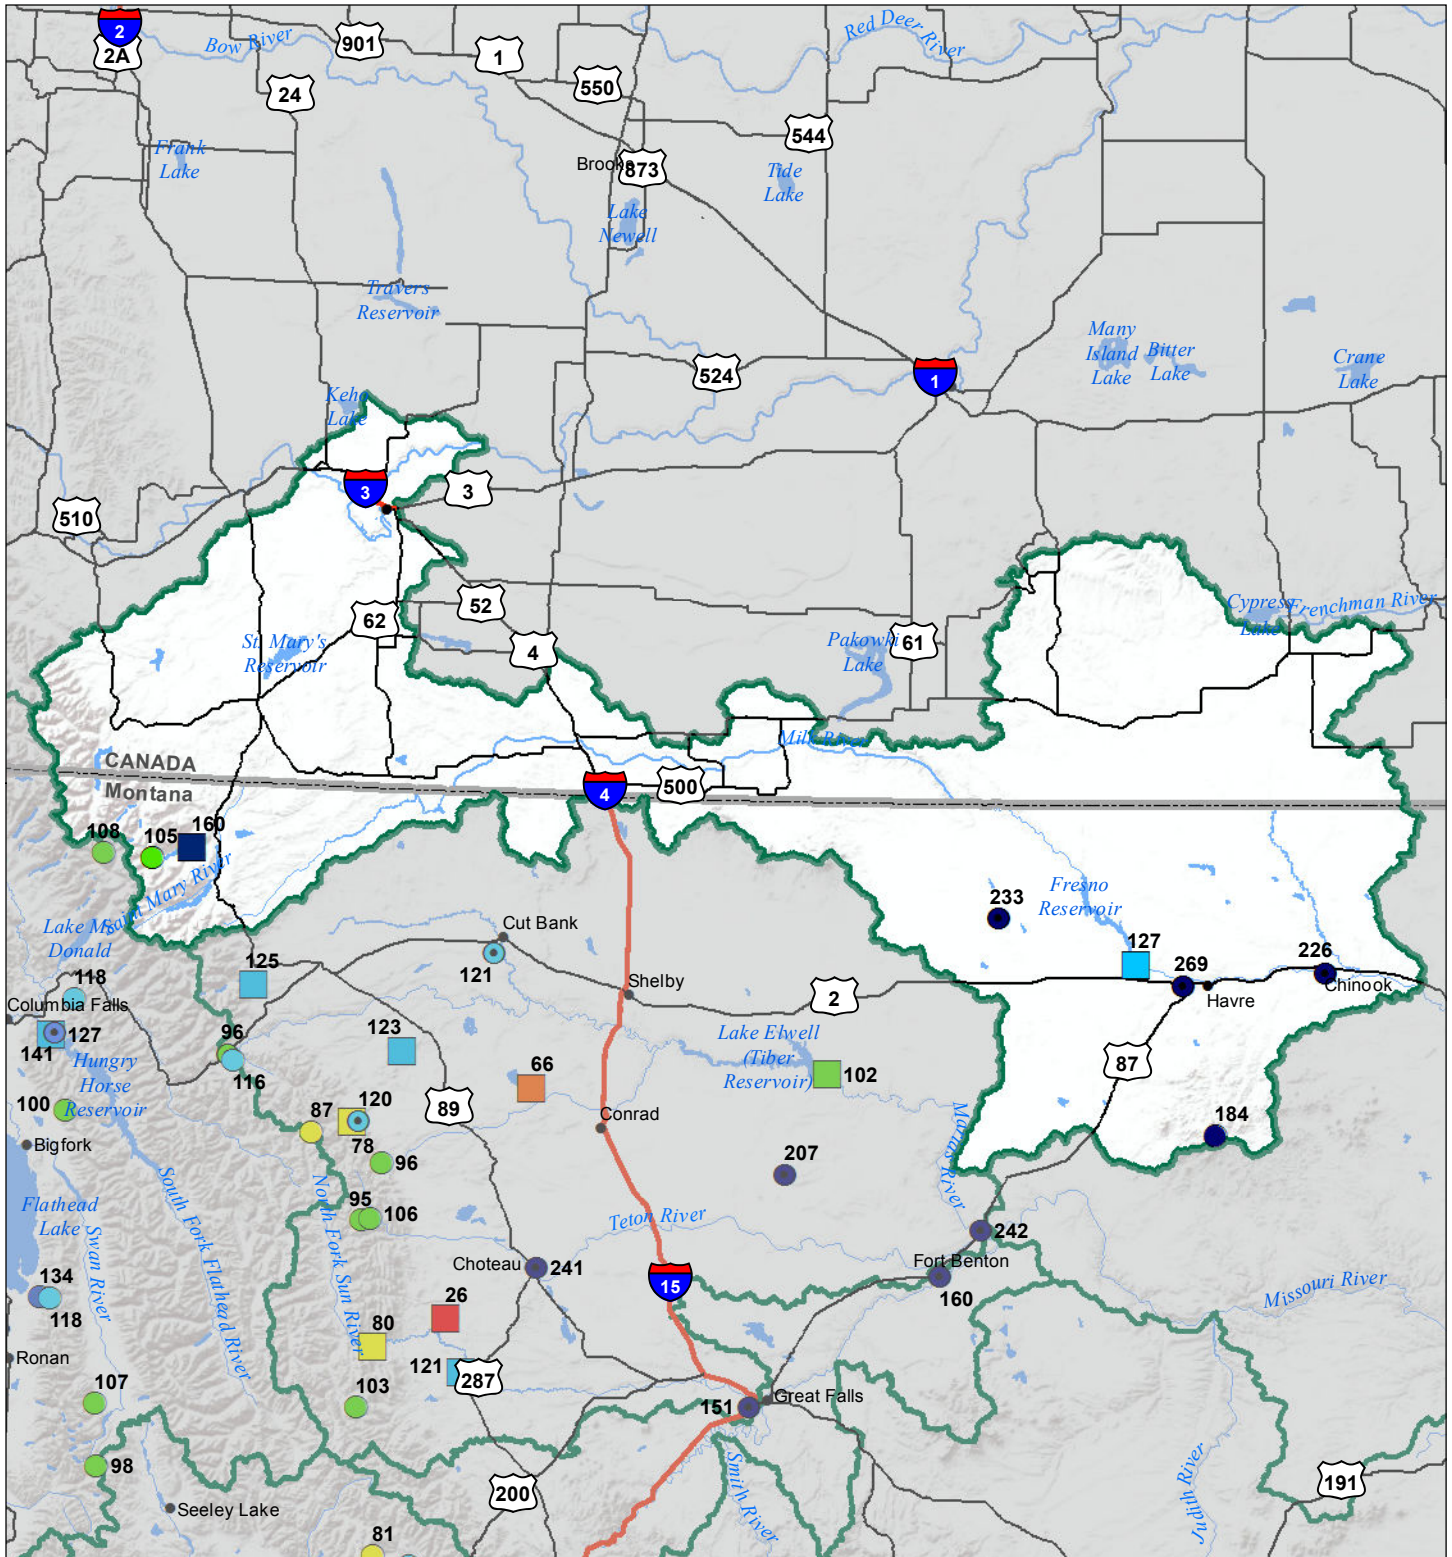 2
2A
Bow River
901
1
Red Deer River
24
550
544
Frank
Lake
Brooks
873
Tide
Lake
Lake
Newell
Travers
Reservoir
524
1
Many
Island
Lake
Bitter
Lake
Crane
Lake
Keho
Lake
3
3
510
62
52
4
St. Mary's
Reservoir
Pakowki
Lake
61
Cypress
Lake
Frenchman River
Milk River
CANADA
Montana
4
500
108
105
160
Saint Mary River
Lake Mc
Donald
233
Fresno
Reservoir
127
226
269
Havre
Chinook
Cut Bank
121
125
118
Columbia Falls
Shelby
2
141
127
96
116
123
66
Lake Elwell
(Tiber
Reservoir)
102
87
Hungry
Horse
Reservoir
100
89
Conrad
87
120
78
96
184
Bigfork
Marias River
207
95
106
Flathead
Lake
Swan River
South Fork Flathead River
North Fork Sun River
Teton River
242
Choteau
241
Fort Benton
160
15
134
118
26
80
Missouri River
Ronan
121
287
107
103
151
Great Falls
98
200
Smith River
Judith River
191
Seeley Lake
81